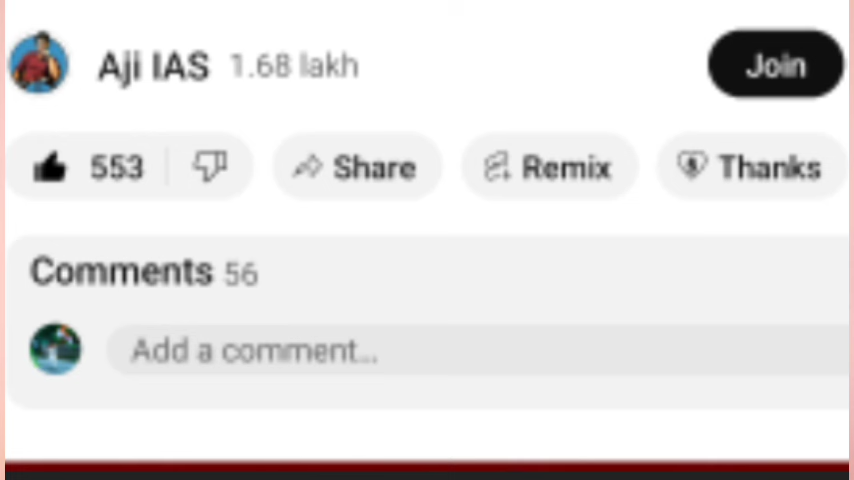 Aji IAS 1.68 lakh Join
553 Share Remix Thanks
Comments 56
Add a comment...